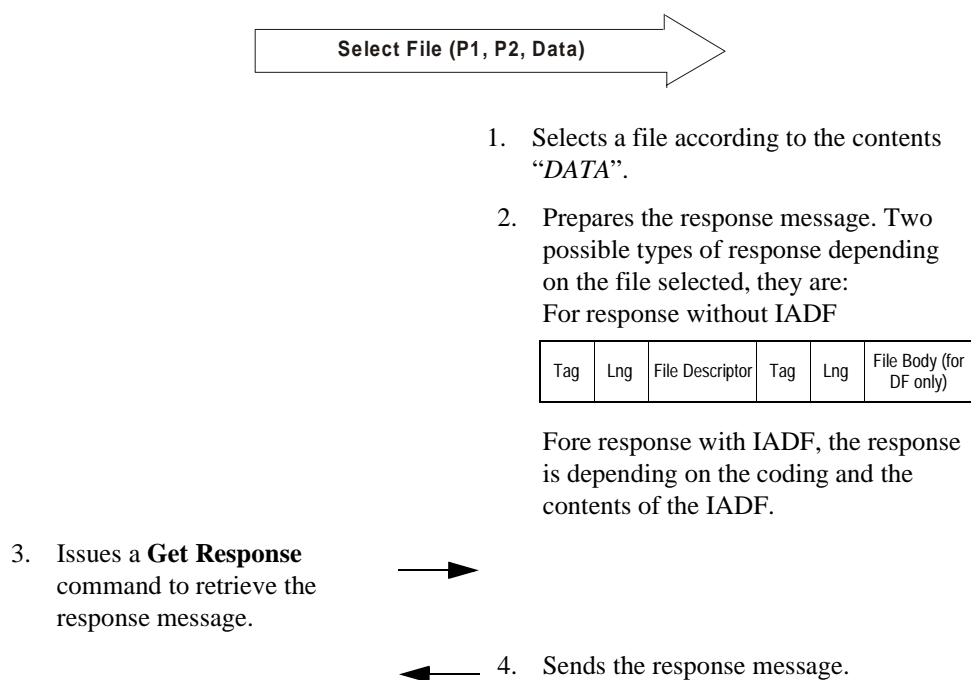 Select File (P1, P2, Data)
1. Selects a file according to the contents
“DATA”.
2. Prepares the response message. Two
possible types of response depending
on the file selected, they are:
For response without IADF
Tag Lng File Descriptor Tag Lng File Body (for
DF only)
Fore response with IADF, the response
is depending on the coding and the
contents of the IADF.
3. Issues a Get Response
command to retrieve the
response message.
4. Sends the response message.